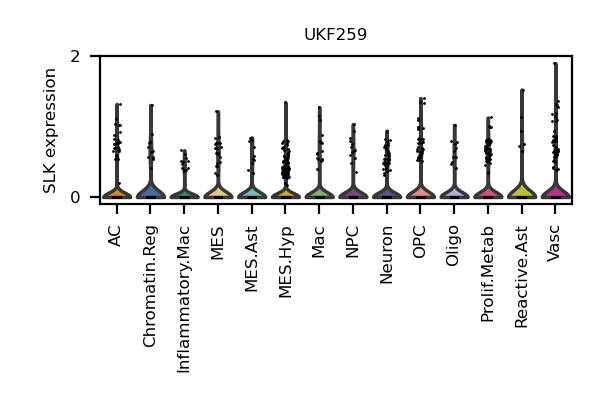 UKF259
SLK expression
2
0
AC
Chromatin.Reg
Inflammatory.Mac
MES
MES.Ast
MES.Hyp
Mac
NPC
Neuron
OPC
Oligo
Prolif.Metab
Reactive.Ast
Vasc